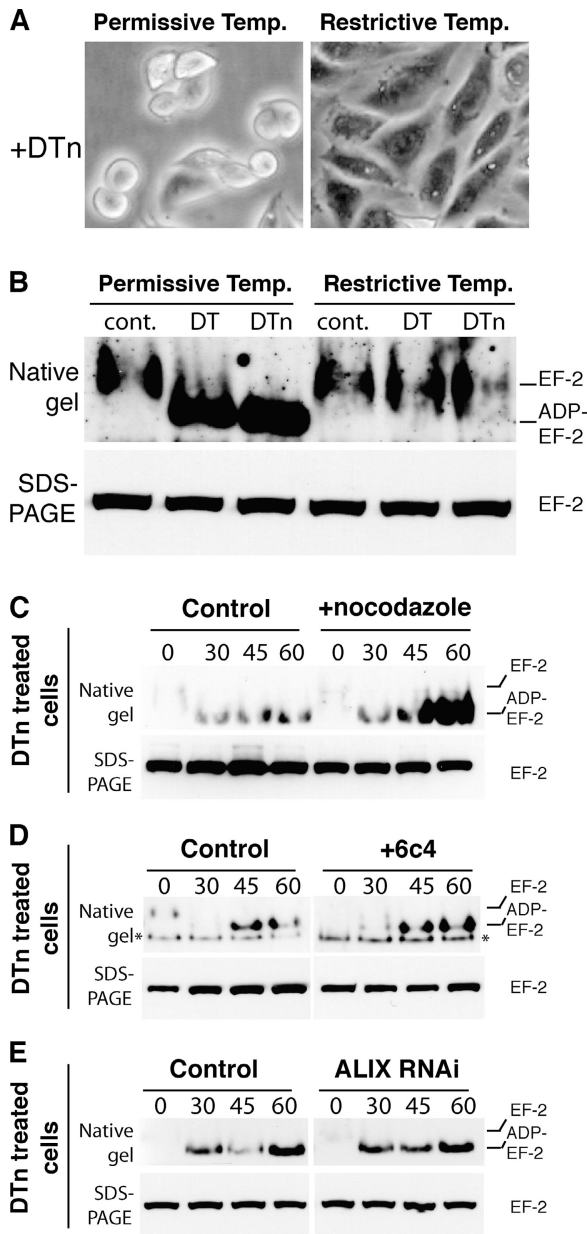 A
Permissive Temp. Restrictive Temp.
+DTn
B
Permissive Temp. Restrictive Temp.
cont. DT DTn cont. DT DTn
Native
gel
EF-2
ADP-
EF-2
SDS-
PAGE
EF-2
C
Control +nocodazole
DTn treated
cells
0 30 45 60 0 30 45 60
Native
gel
EF-2
ADP-
EF-2
SDS-
PAGE
EF-2
D
Control +6c4
DTn treated
cells
0 30 45 60 0 30 45 60
Native
gel*
EF-2
ADP-
EF-2
*
SDS-
PAGE
EF-2
E
Control ALIX RNAi
DTn treated
cells
0 30 45 60 0 30 45 60
Native
gel
EF-2
ADP-
EF-2
SDS-
PAGE
EF-2